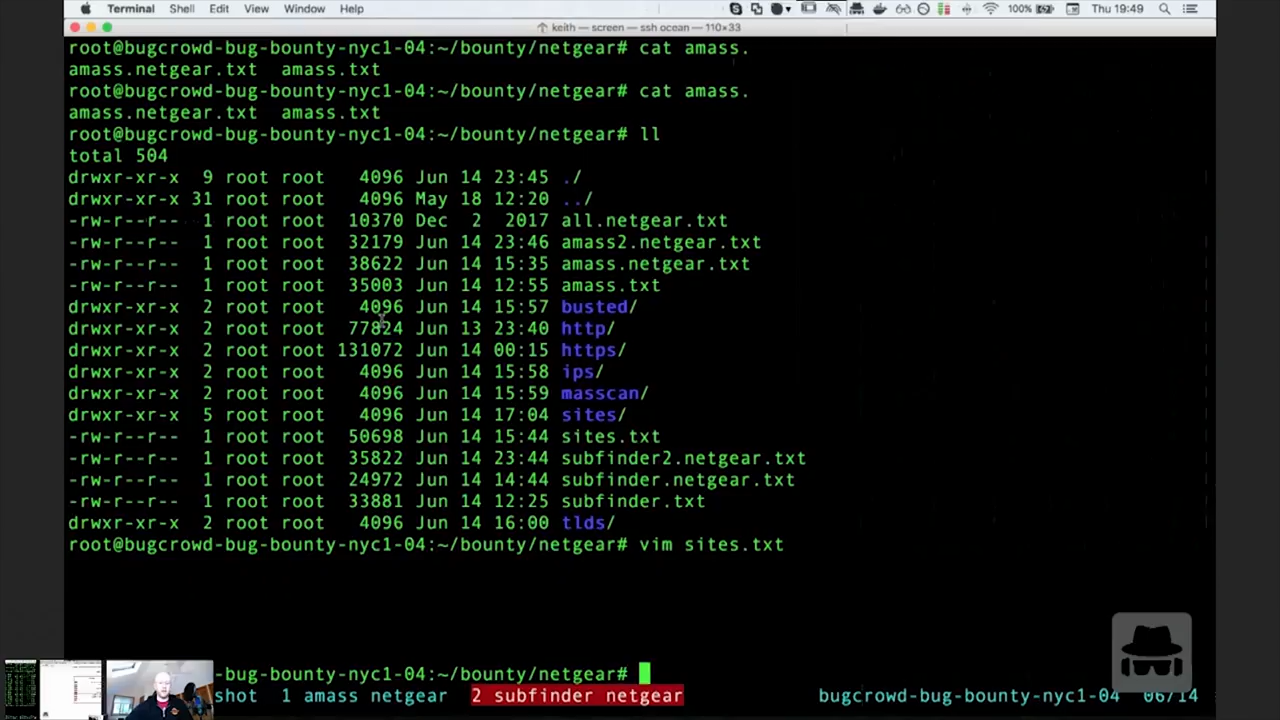 Terminal Shell Edit View Window Help 100% Thu 19:49
keith — screen — ssh ocean — 110×33
root@bugcrowd-bug-bounty-nyc1-04:~/bounty/netgear# cat amass.
amass.netgear.txt amass.txt
root@bugcrowd-bug-bounty-nyc1-04:~/bounty/netgear# cat amass.
amass.netgear.txt amass.txt
root@bugcrowd-bug-bounty-nyc1-04:~/bounty/netgear# ll
total 504
drwxr-xr-x 9 root root 4096 Jun 14 23:45 ./
drwxr-xr-x 31 root root 4096 May 18 12:20 ../
-rw-r--r-- 1 root root 10370 Dec 2 2017 all.netgear.txt
-rw-r--r-- 1 root root 32179 Jun 14 23:46 amass2.netgear.txt
-rw-r--r-- 1 root root 38622 Jun 14 15:35 amass.netgear.txt
-rw-r--r-- 1 root root 35003 Jun 14 12:55 amass.txt
drwxr-xr-x 2 root root 4096 Jun 14 15:57 busted/
drwxr-xr-x 2 root root 77824 Jun 13 23:40 http/
drwxr-xr-x 2 root root 131072 Jun 14 00:15 https/
drwxr-xr-x 2 root root 4096 Jun 14 15:58 ips/
drwxr-xr-x 2 root root 4096 Jun 14 15:59 masscan/
drwxr-xr-x 5 root root 4096 Jun 14 17:04 sites/
-rw-r--r-- 1 root root 50698 Jun 14 15:44 sites.txt
-rw-r--r-- 1 root root 35822 Jun 14 23:44 subfinder2.netgear.txt
-rw-r--r-- 1 root root 24972 Jun 14 14:44 subfinder.netgear.txt
-rw-r--r-- 1 root root 33881 Jun 14 12:25 subfinder.txt
drwxr-xr-x 2 root root 4096 Jun 14 16:00 tlds/
root@bugcrowd-bug-bounty-nyc1-04:~/bounty/netgear# vim sites.txt
-bug-bounty-nyc1-04:~/bounty/netgear#
shot 1 amass netgear 2 subfinder netgear bugcrowd-bug-bounty-nyc1-04 06/14